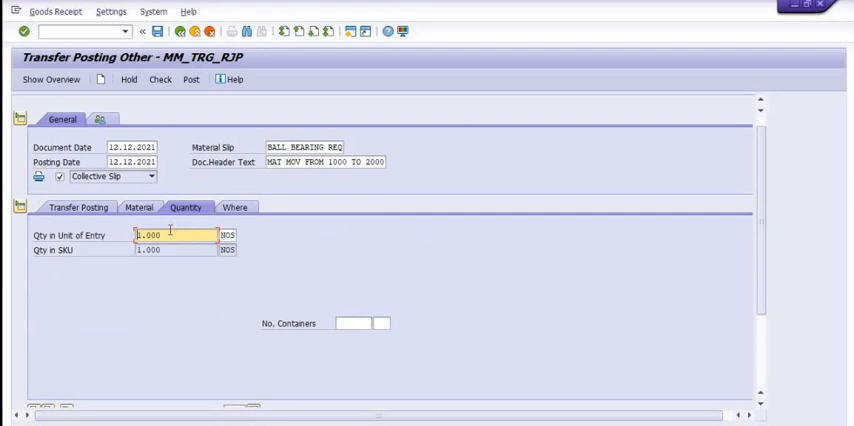 Goods Receipt Settings System Help
Transfer Posting Other - MM_TRG_RJP
Show Overview Hold Check Post Help
General
Document Date 12.12.2021 Material Slip BALL BEARING REQ
Posting Date 12.12.2021 Doc.Header Text MAT MOV FROM 1000 TO 2000
Collective Slip
Transfer Posting Material Quantity Where
Qty in Unit of Entry 1.000 NOS
Qty in SKU 1.000 NOS
No. Containers